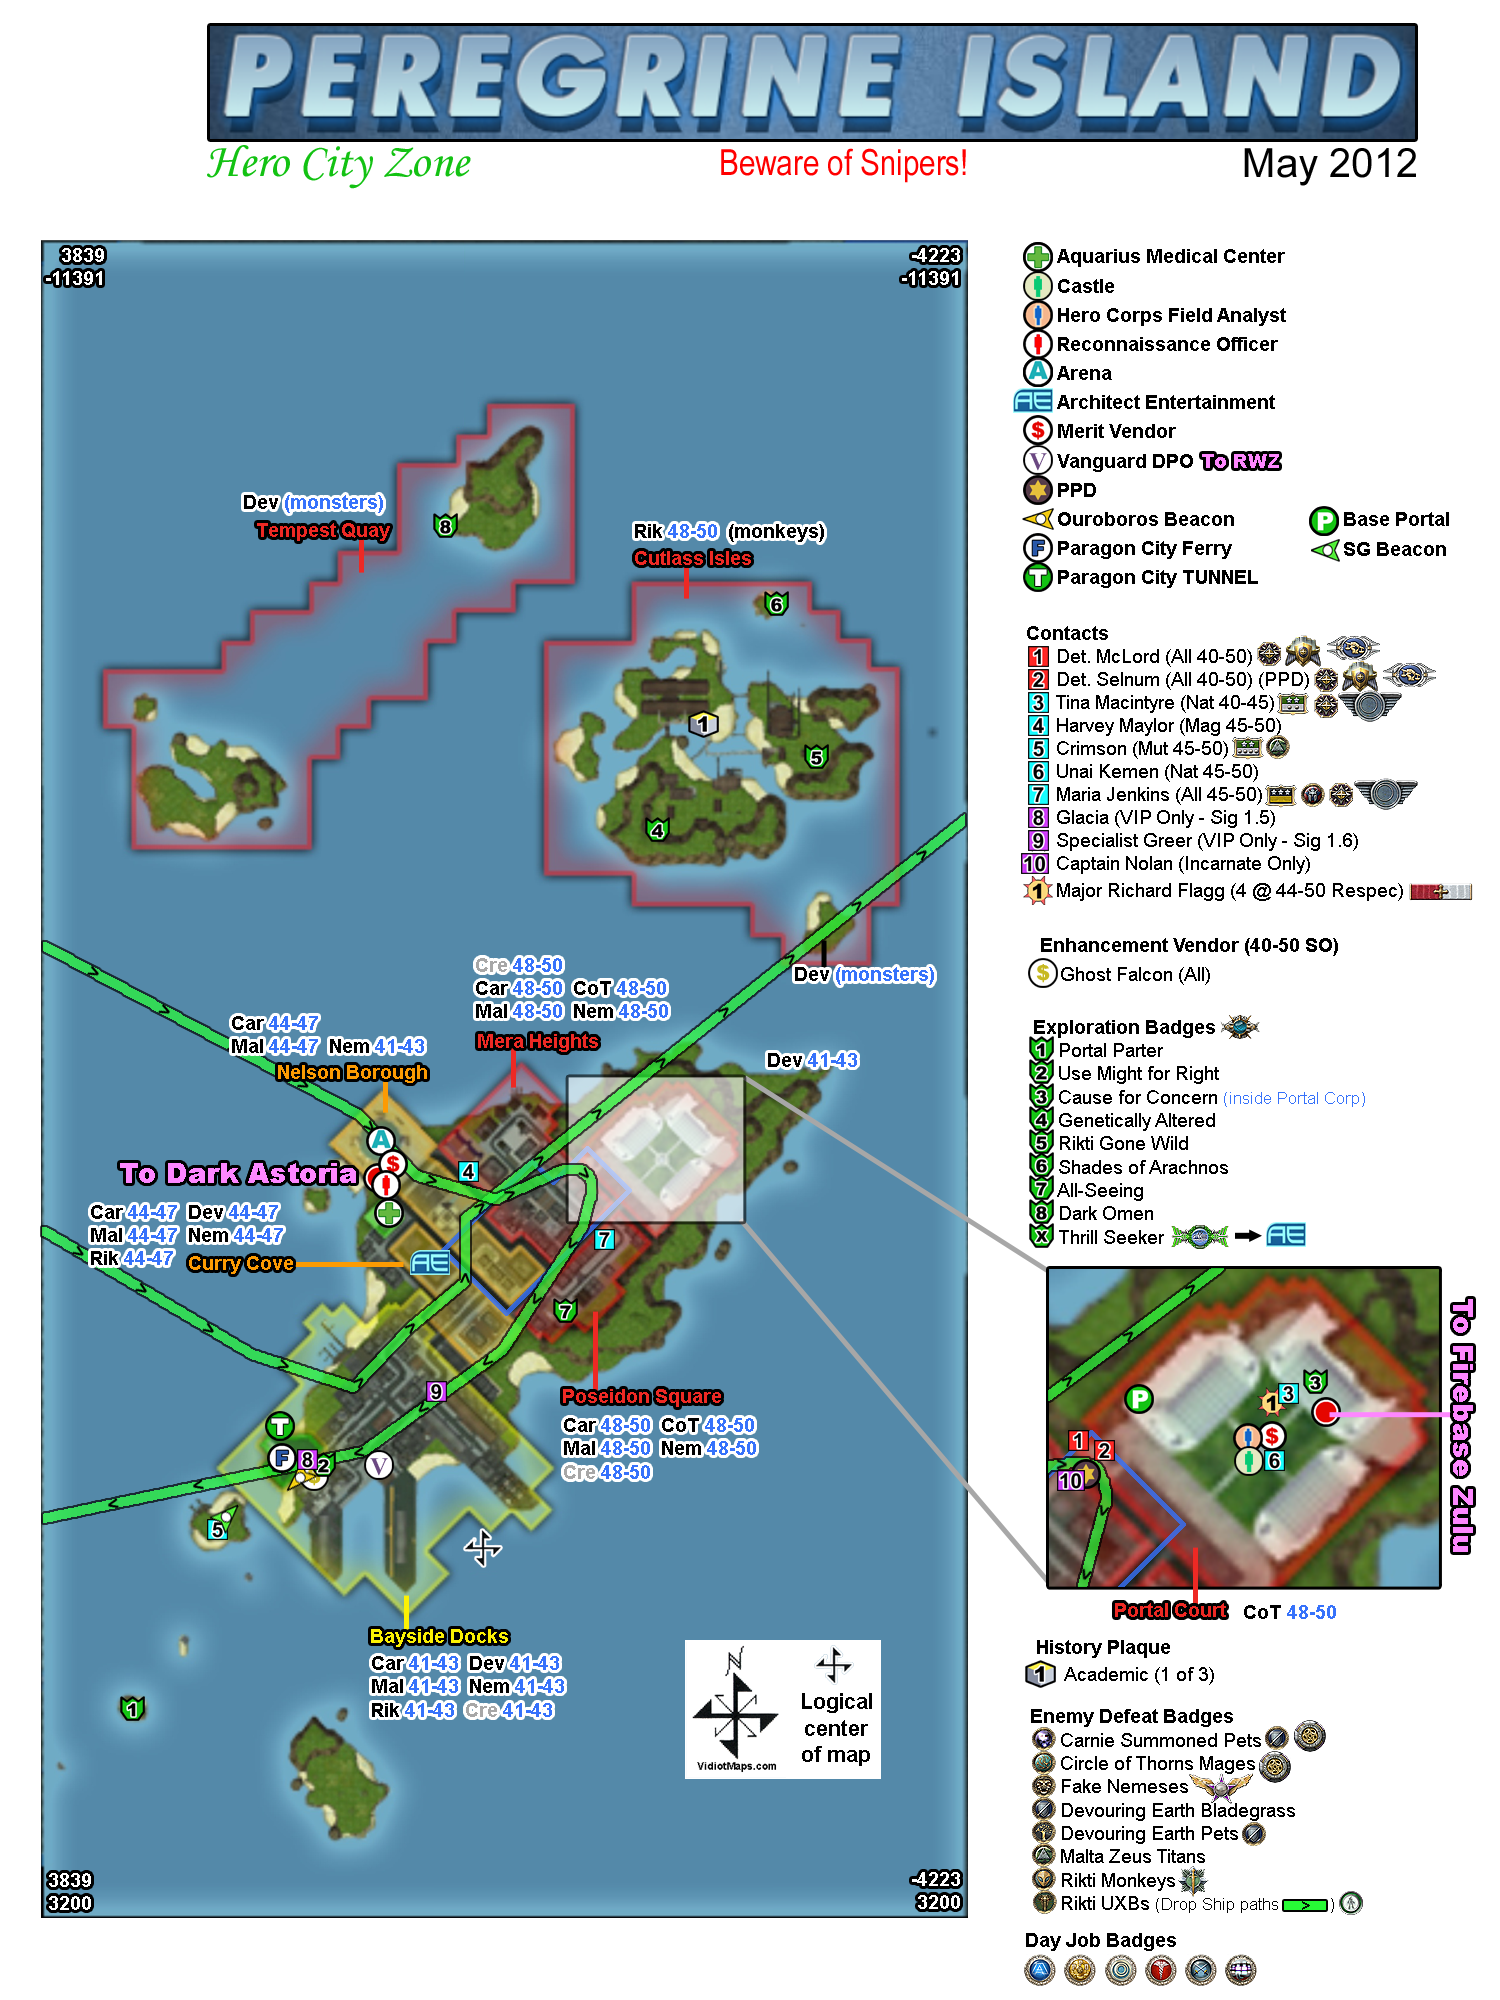 PEREGRINE ISLAND
Hero City Zone
Beware of Snipers!
May 2012
3839
-11391
-4223
-11391
Dev (monsters)
Tempest Quay
8
Rik 48-50 (monkeys)
Cutlass Isles
6
1
5
4
Dev (monsters)
Cre 48-50
Car 48-50 CoT 48-50
Mal 48-50 Nem 48-50
Mera Heights
Car 44-47
Mal 44-47 Nem 41-43
Nelson Borough
Dev 41-43
A
$
To Dark Astoria
4
Car 44-47 Dev 44-47
Mal 44-47 Nem 44-47
Rik 44-47
Curry Cove
AE
7
7
9
Poseidon Square
Car 48-50 CoT 48-50
Mal 48-50 Nem 48-50
Cre 48-50
T
F
8
2
V
5
Bayside Docks
Car 41-43 Dev 41-43
Mal 41-43 Nem 41-43
Rik 41-43 Cre 41-43
1
N
VidiotMaps.com
Logical
center
of map
3839
3200
-4223
3200
Aquarius Medical Center
Castle
Hero Corps Field Analyst
Reconnaissance Officer
A Arena
AE Architect Entertainment
$ Merit Vendor
V Vanguard DPO To RWZ
PPD
Ouroboros Beacon
F Paragon City Ferry
T Paragon City TUNNEL
P Base Portal
SG Beacon
Contacts
1 Det. McLord (All 40-50)
2 Det. Selnum (All 40-50) (PPD)
3 Tina Macintyre (Nat 40-45)
4 Harvey Maylor (Mag 45-50)
5 Crimson (Mut 45-50)
6 Unai Kemen (Nat 45-50)
7 Maria Jenkins (All 45-50)
8 Glacia (VIP Only - Sig 1.5)
9 Specialist Greer (VIP Only - Sig 1.6)
10 Captain Nolan (Incarnate Only)
1 Major Richard Flagg (4 @ 44-50 Respec)
Enhancement Vendor (40-50 SO)
$ Ghost Falcon (All)
Exploration Badges
1 Portal Parter
2 Use Might for Right
3 Cause for Concern (inside Portal Corp)
4 Genetically Altered
5 Rikti Gone Wild
6 Shades of Arachnos
7 All-Seeing
8 Dark Omen
X Thrill Seeker AE
P
1
3
3
1
2
10
$
6
To Firebase Zulu
Portal Court CoT 48-50
History Plaque
1 Academic (1 of 3)
Enemy Defeat Badges
Carnie Summoned Pets
Circle of Thorns Mages
Fake Nemeses
Devouring Earth Bladegrass
Devouring Earth Pets
Malta Zeus Titans
Rikti Monkeys
Rikti UXBs (Drop Ship paths > )
Day Job Badges